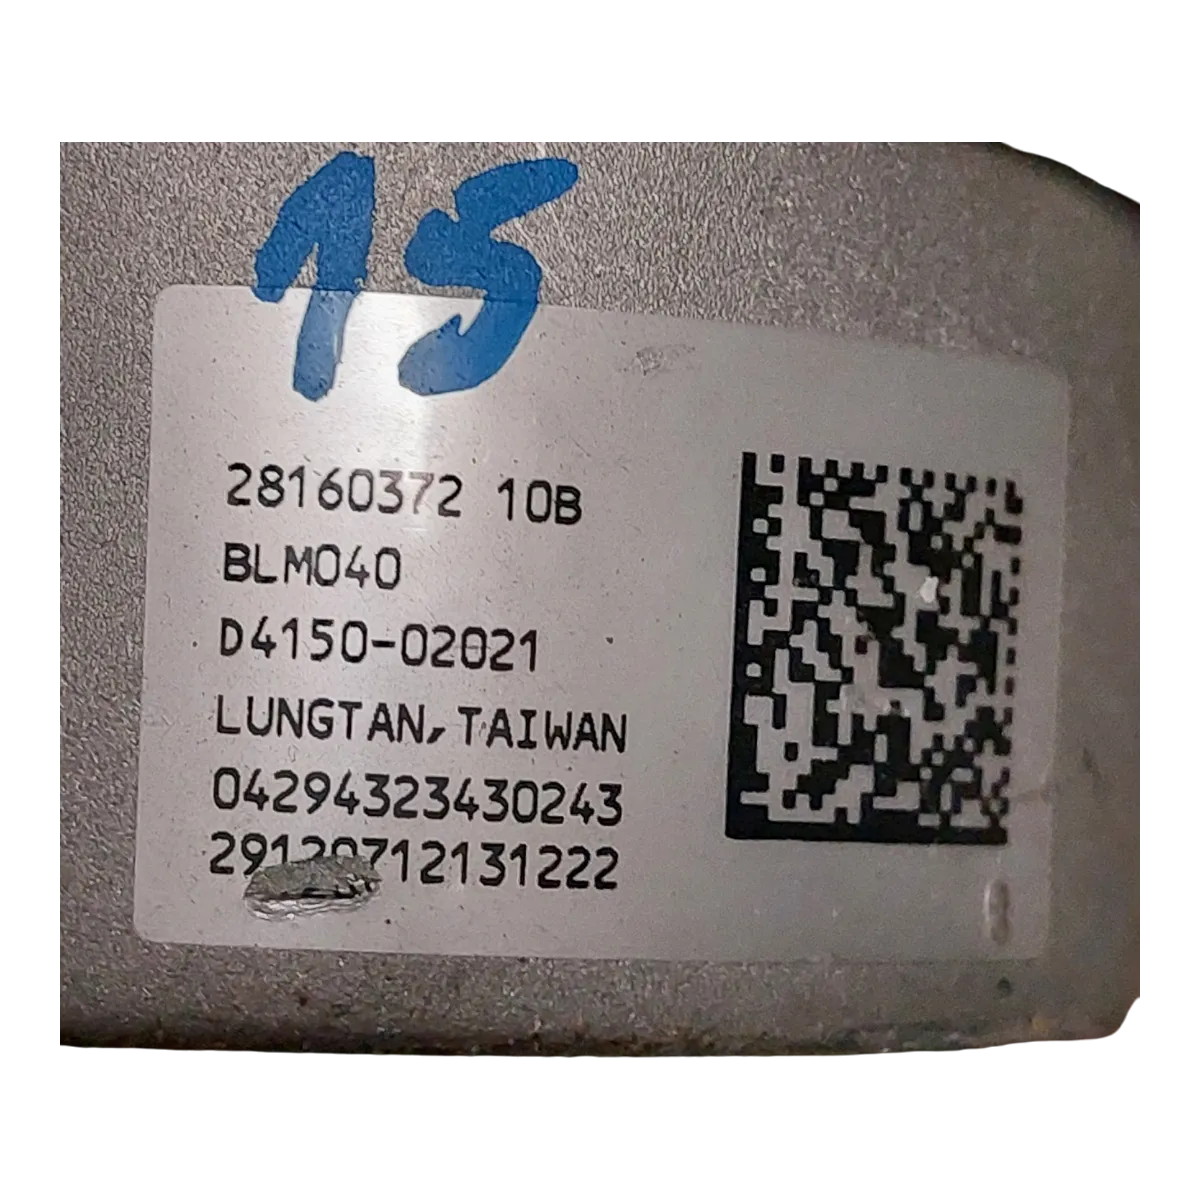 15
28160372 10B
BLM040
D4150-02021
LUNGTAN, TAIWAN
04294323430243